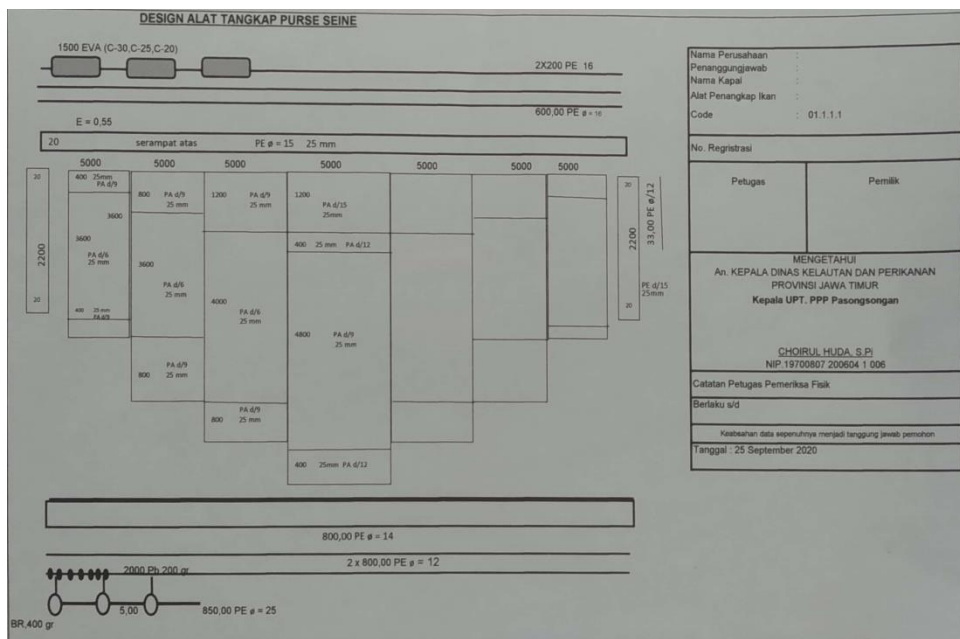 DESIGN ALAT TANGKAP PURSE SEINE
1500 EVA (C-30,C-25,C-20)
2X200 PE 16
600,00 PE ø = 16
E = 0,55
20 serampat atas PE ø = 15 25 mm
5000 5000 5000 5000 5000 5000 5000
20
2200
20
400 25mm
PA d/9
3600
3600
PA d/6
25 mm
400 25 mm
PA d/9
800 PA d/9
25 mm
3600
PA d/6
25 mm
PA d/9
800 25 mm
1200 PA d/9
25 mm
4000
PA d/6
25 mm
PA d/9
800 25 mm
1200
PA d/15
25mm
400 25 mm PA d/12
4800 PA d/9
25 mm
400 25mm PA d/12
20
2200
20
33,00 PE ø/12
PE d/15
25mm
800,00 PE ø = 14
2 x 800,00 PE ø = 12
2000 Pb 200 gr
5,00
850,00 PE ø = 25
BR,400 gr
Nama Perusahaan :
Penanggungjawab :
Nama Kapal :
Alat Penangkap Ikan :
Code : 01.1.1.1
No. Regristrasi
Petugas Pemilik
MENGETAHUI
An. KEPALA DINAS KELAUTAN DAN PERIKANAN
PROVINSI JAWA TIMUR
Kepala UPT. PPP Pasongsongan
CHOIRUL HUDA, S.Pi
NIP.19700807 200604 1 006
Catatan Petugas Pemeriksa Fisik
Berlaku s/d
Keabsahan data sepenuhnya menjadi tanggung jawab pemohon
Tanggal : 25 September 2020